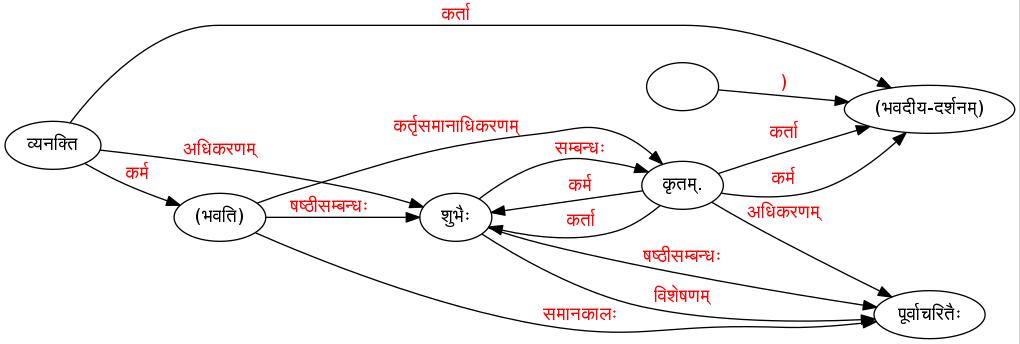 कर्ता
)
(भवदीय-दर्शनम्)
कर्तृसमानाधिकरणम्
कर्ता
व्यनक्ति
अधिकरणम्
सम्बन्धः
कर्म
कर्म
कृतम्.
कर्म
षष्ठीसम्बन्धः
(भवति)
शुभैः
कर्ता
अधिकरणम्
षष्ठीसम्बन्धः
विशेषणम्
समानकालः
पूर्वाचरितैः